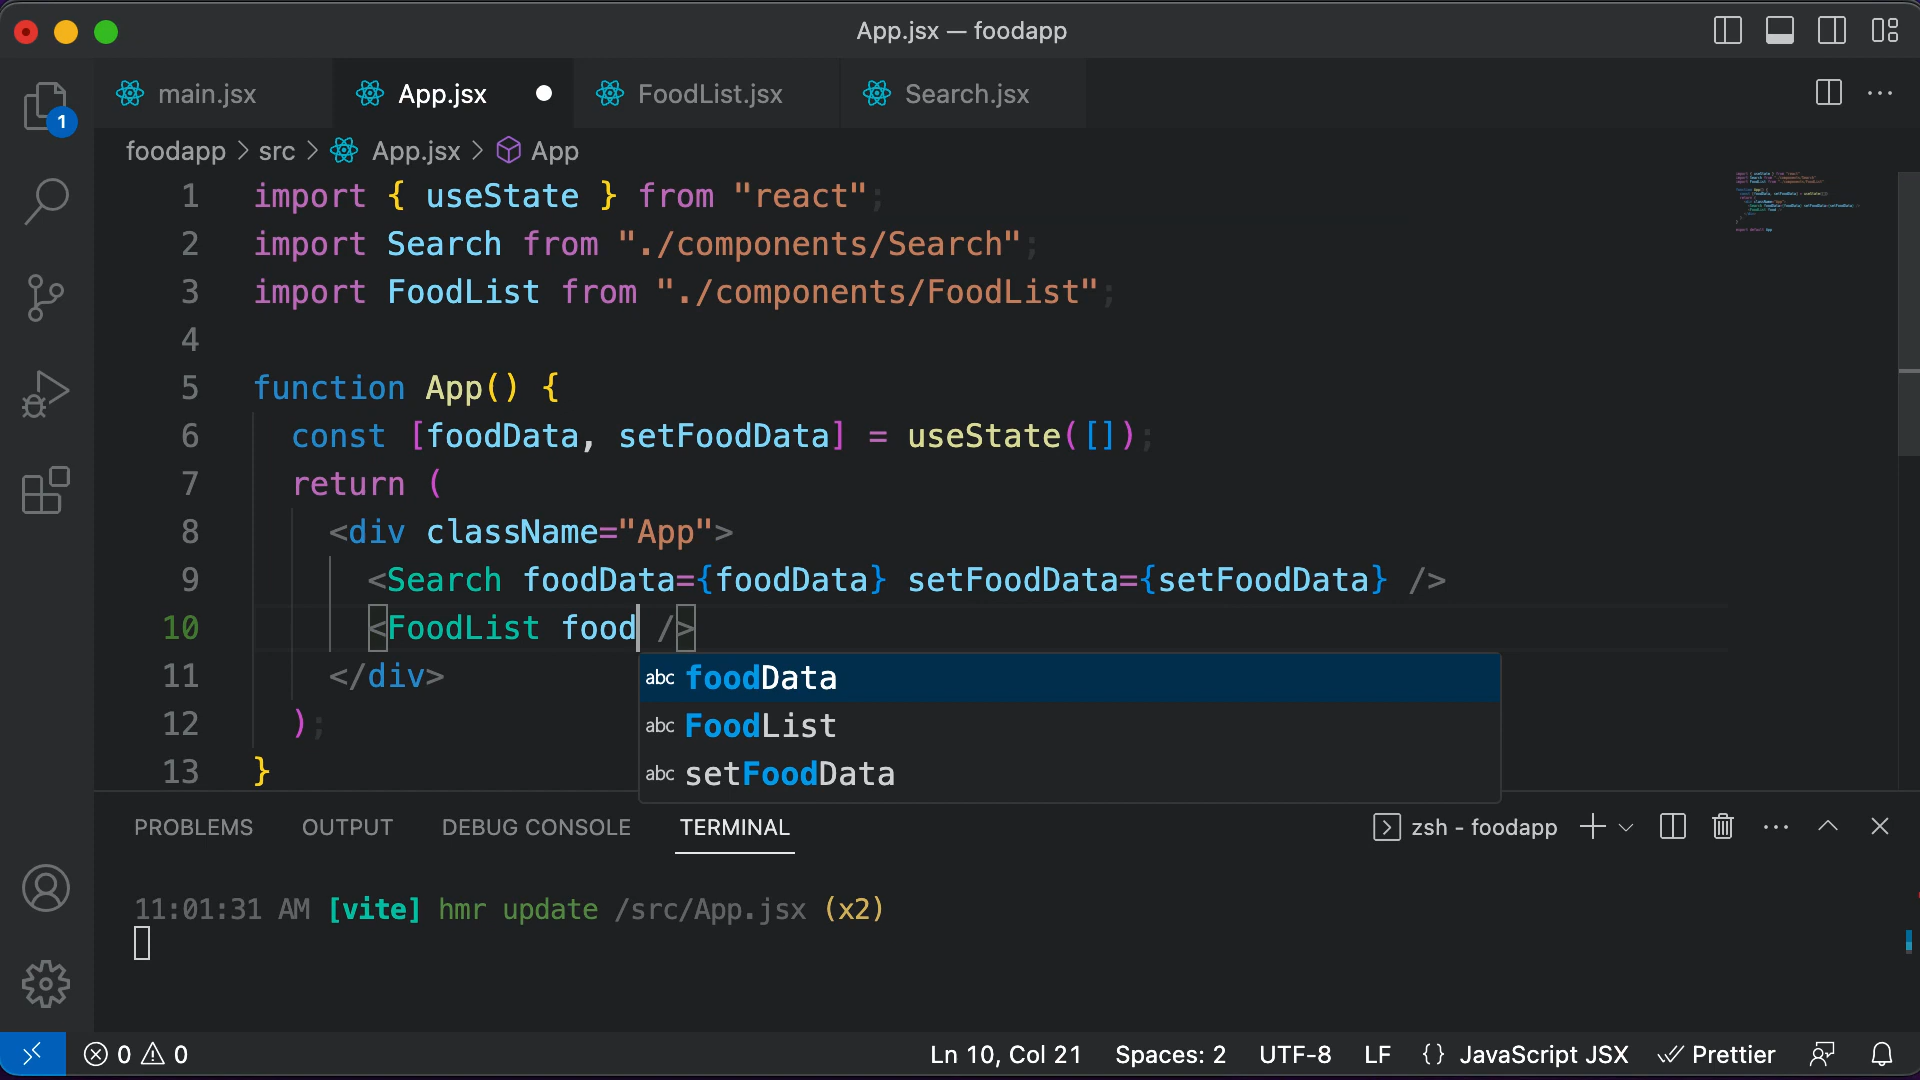 App.jsx — foodapp
main.jsx
App.jsx
FoodList.jsx
Search.jsx
1
foodapp > src > App.jsx > App
1 import { useState } from "react";
2 import Search from "./components/Search";
3 import FoodList from "./components/FoodList";
4
5 function App() {
6 const [foodData, setFoodData] = useState([]);
7 return (
8 <div className="App">
9 <Search foodData={foodData} setFoodData={setFoodData} />
10 <FoodList food />
11 </div>
12 );
13 }
abc foodData
abc FoodList
abc setFoodData
PROBLEMS OUTPUT DEBUG CONSOLE TERMINAL
zsh - foodapp
11:01:31 AM [vite] hmr update /src/App.jsx (x2)
0 0
Ln 10, Col 21 Spaces: 2 UTF-8 LF {} JavaScript JSX Prettier